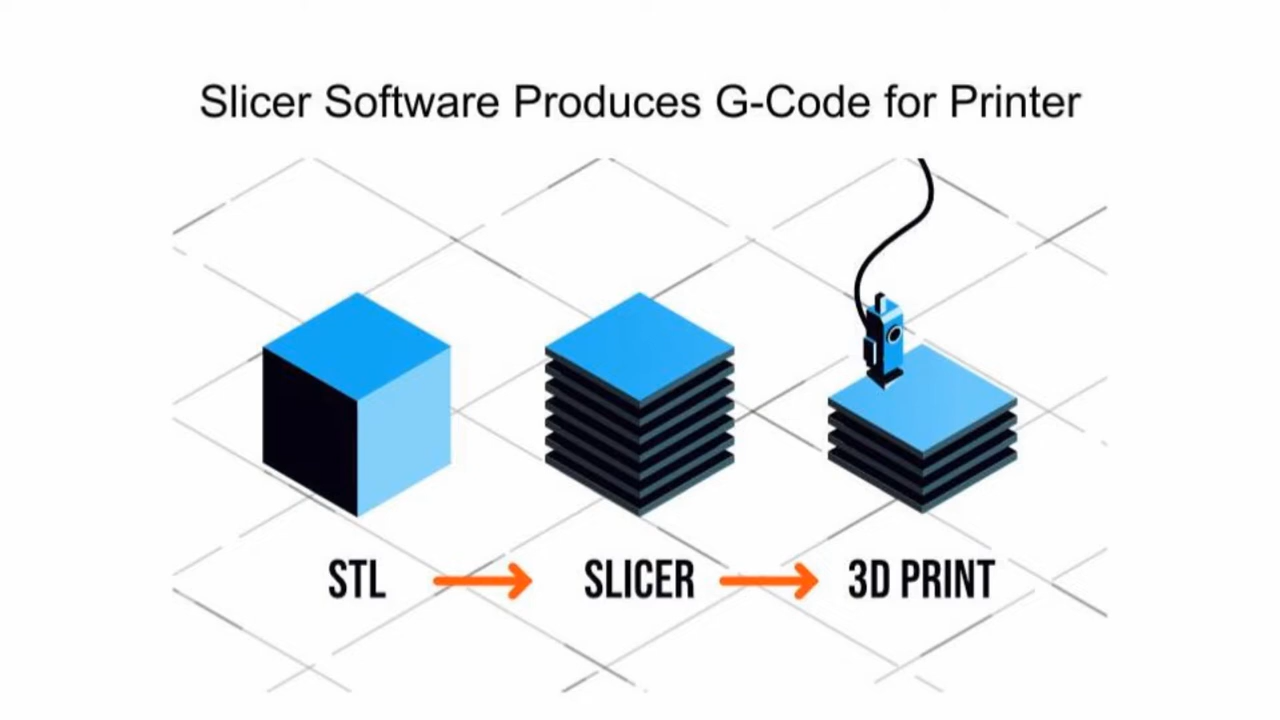 Slicer Software Produces G-Code for Printer
STL
SLICER
3D PRINT